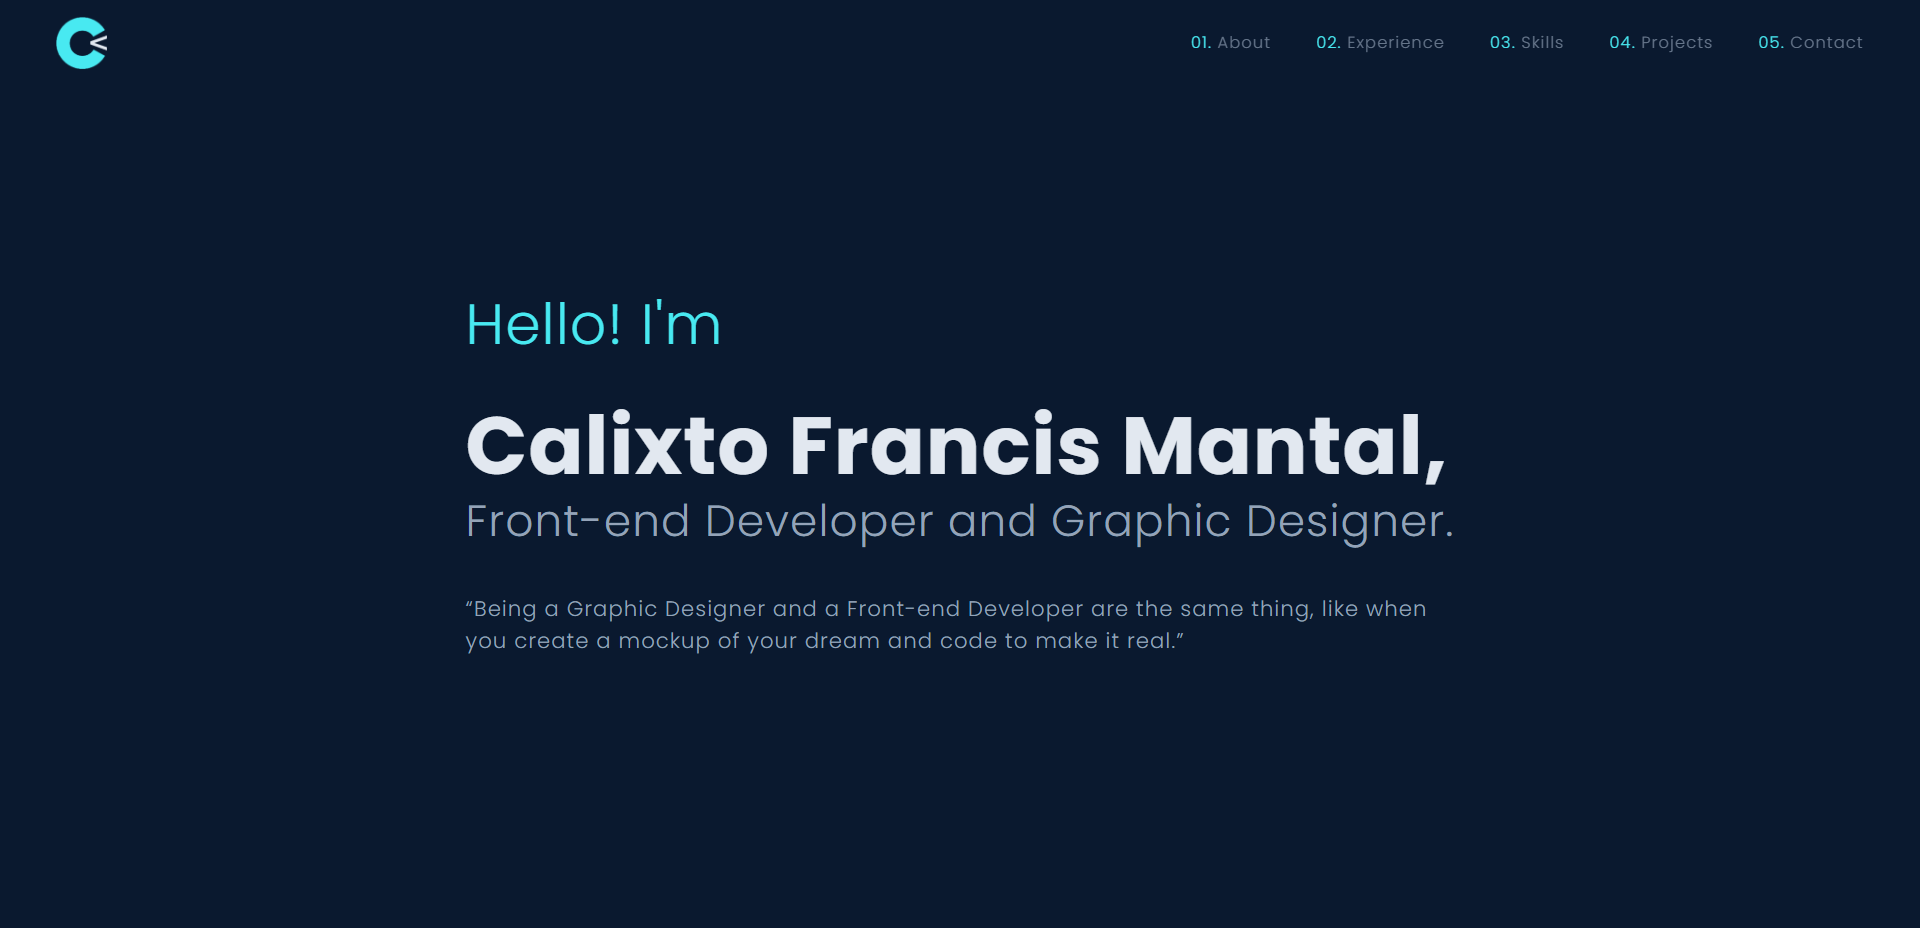 01. About 02. Experience 03. Skills 04. Projects 05. Contact
Hello! I'm
Calixto Francis Mantal,
Front-end Developer and Graphic Designer.
“Being a Graphic Designer and a Front-end Developer are the same thing, like when
you create a mockup of your dream and code to make it real.”